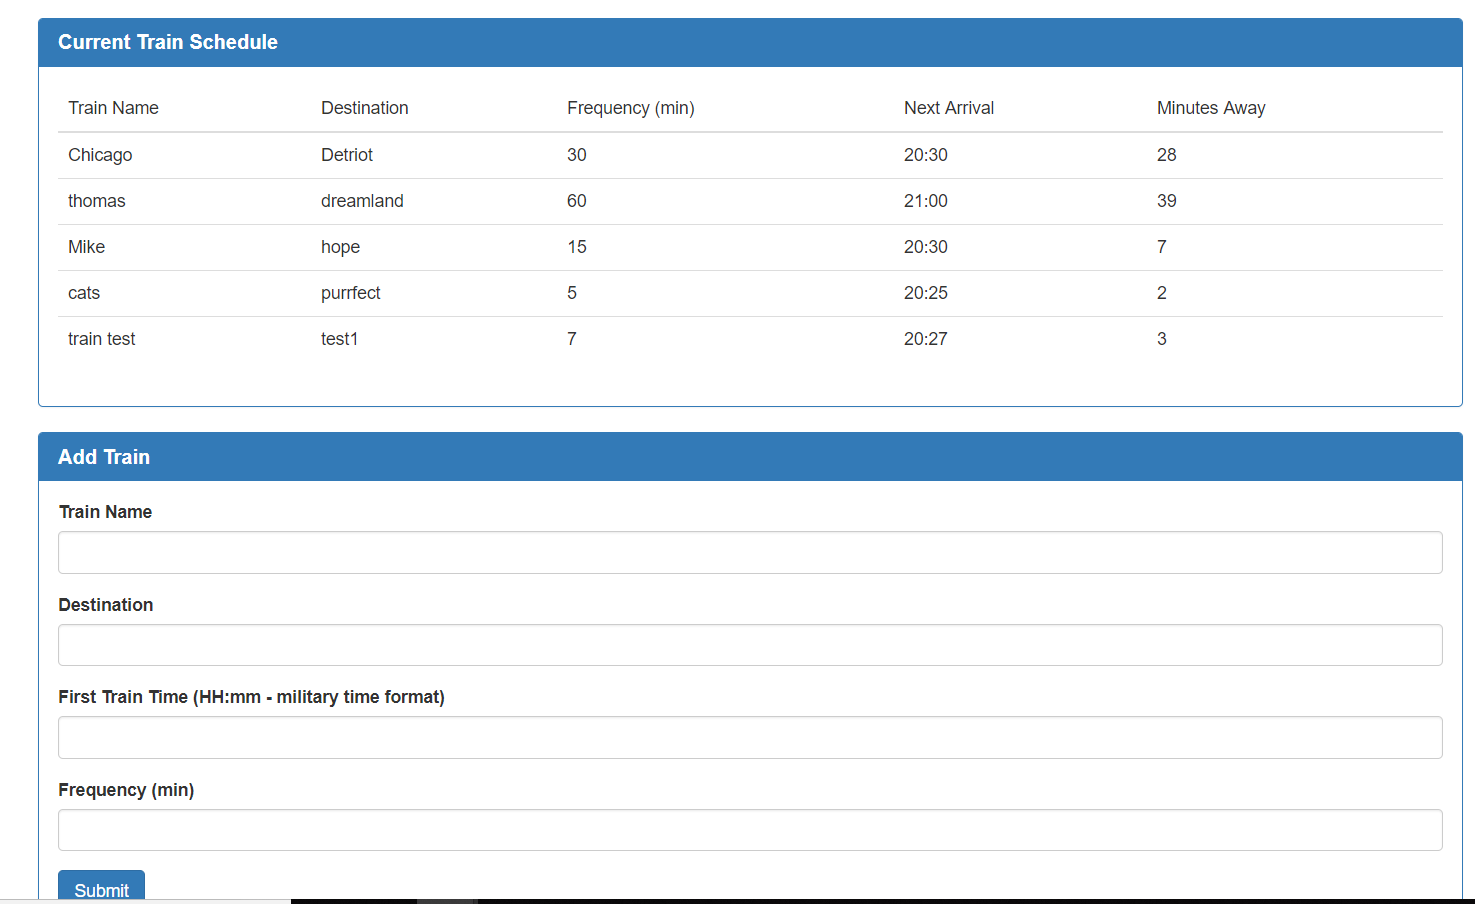 Current Train Schedule
Train Name Destination Frequency (min) Next Arrival Minutes Away
Chicago Detriot 30 20:30 28
thomas dreamland 60 21:00 39
Mike hope 15 20:30 7
cats purrfect 5 20:25 2
train test test1 7 20:27 3
Add Train
Train Name
Destination
First Train Time (HH:mm - military time format)
Frequency (min)
Submit